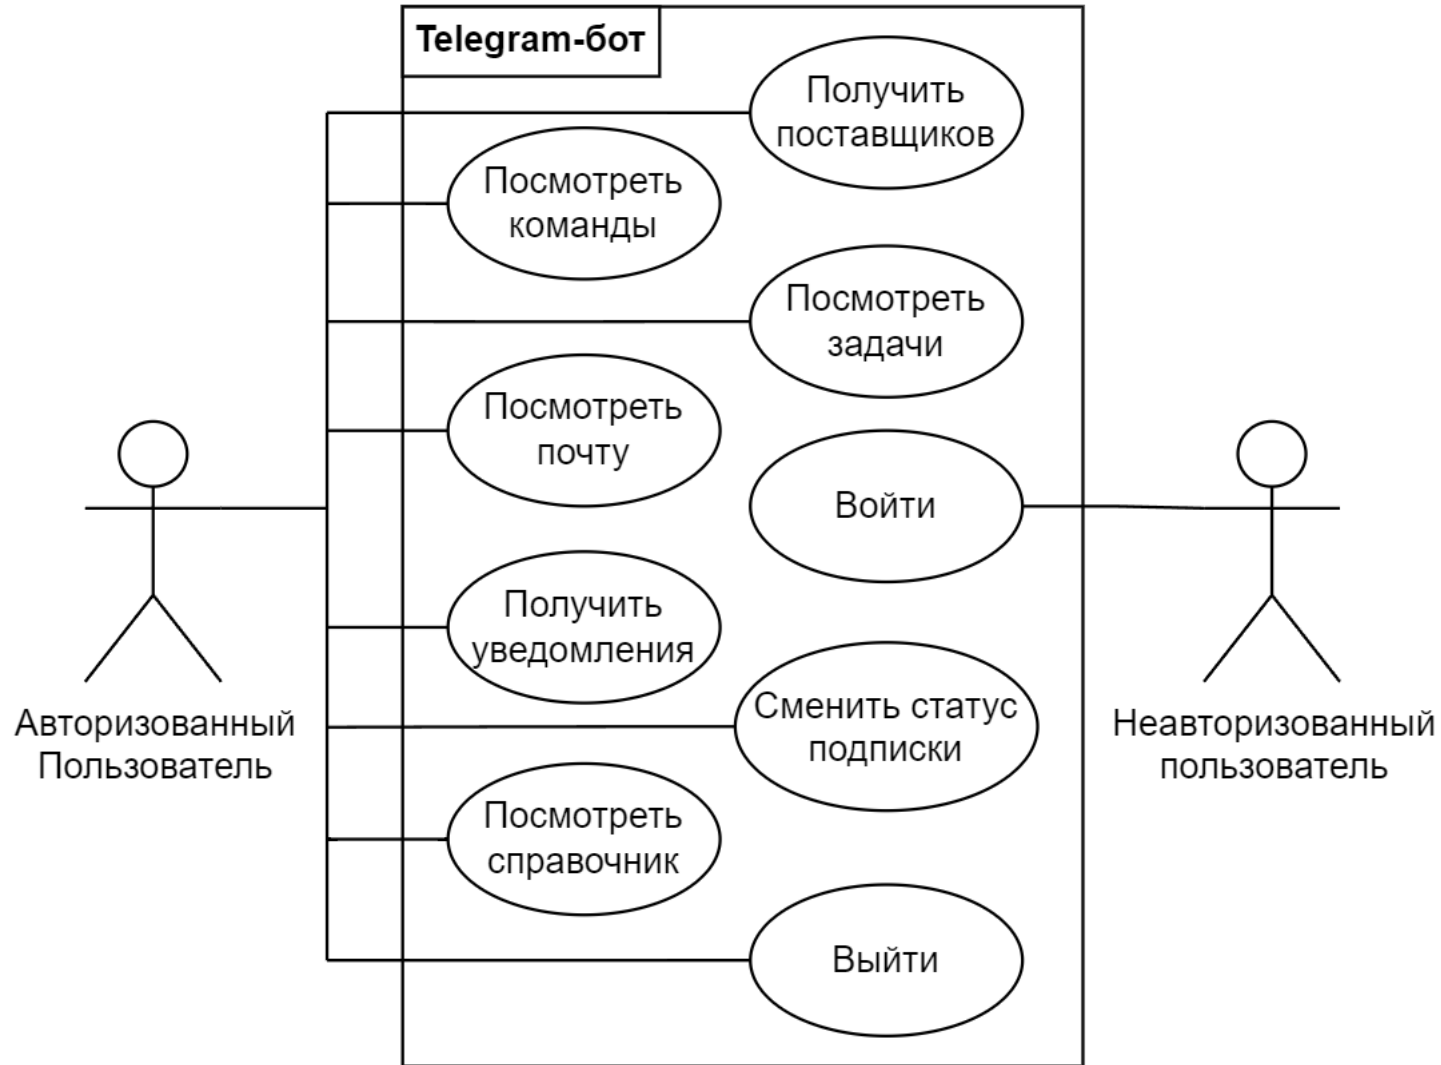 Telegram-бот
Получить
поставщиков
Посмотреть
команды
Посмотреть
задачи
Посмотреть
почту
Войти
Получить
уведомления
Сменить статус
подписки
Посмотреть
справочник
Выйти
Авторизованный
Пользователь
Неавторизованный
пользователь